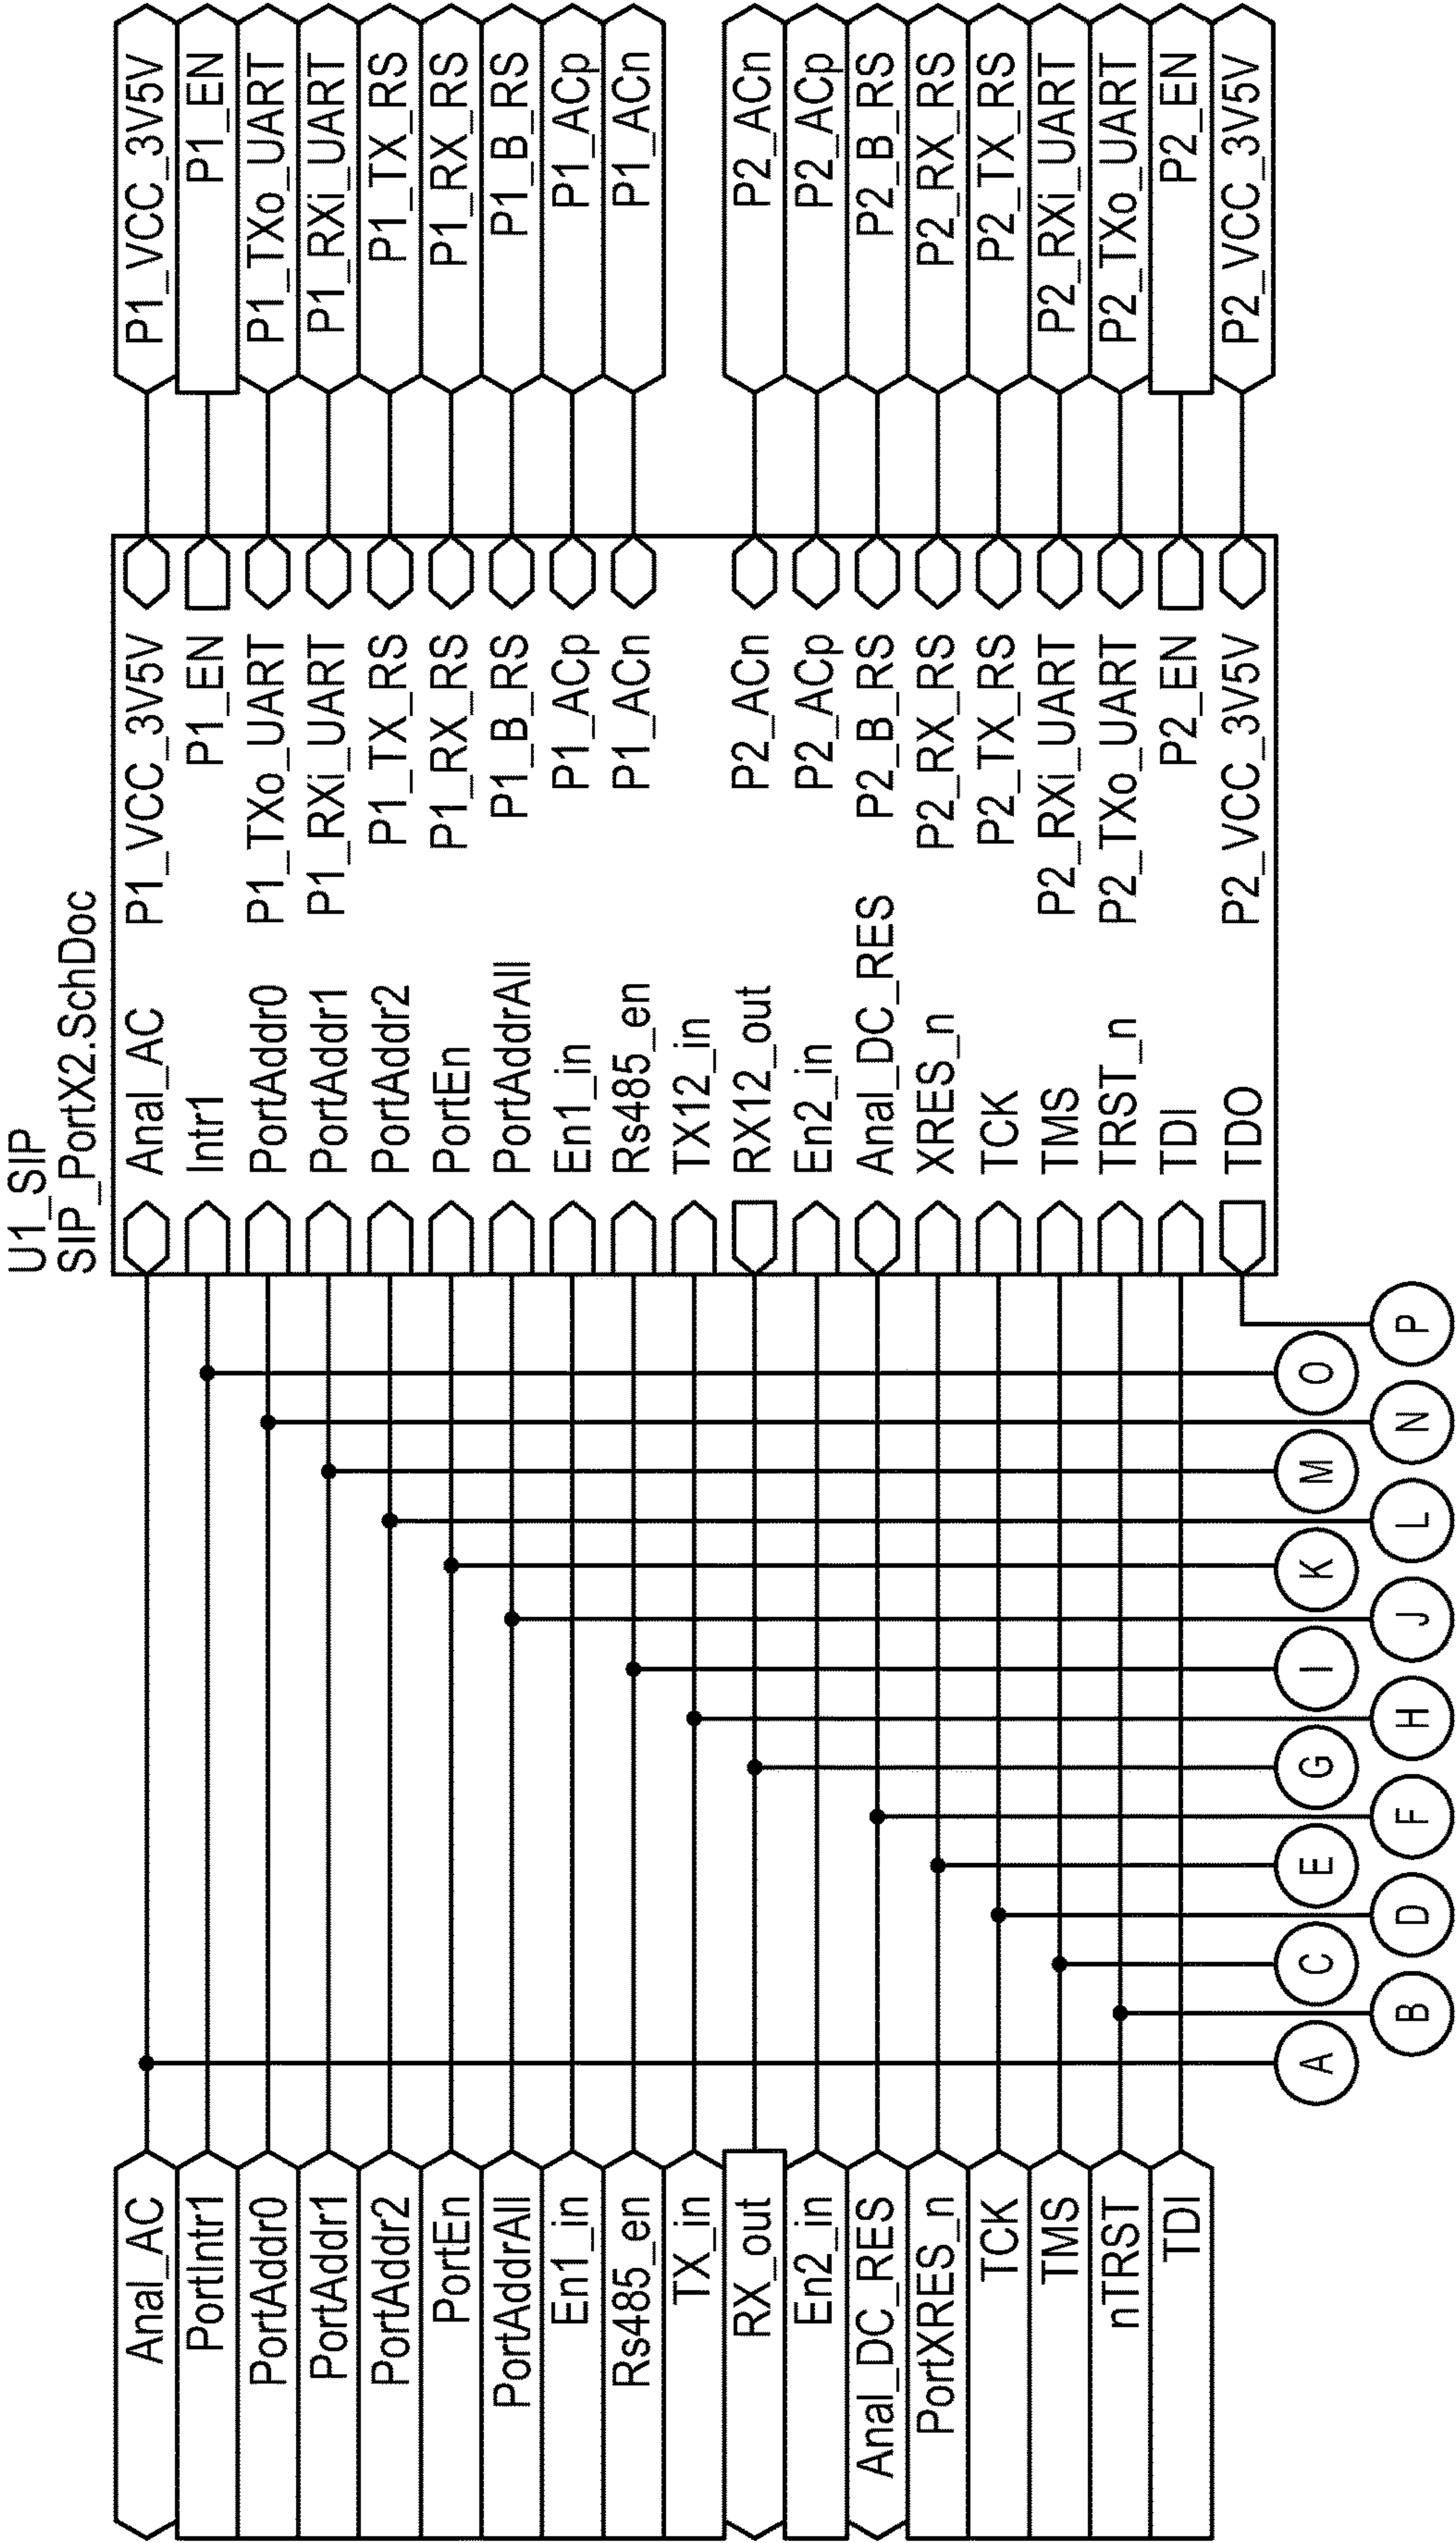 U1_SIP
SIP_PortX2.SchDoc
Anal_AC
PortIntr1
PortAddr0
PortAddr1
PortAddr2
PortEn
PortAddrAll
En1_in
Rs485_en
TX_in
RX_out
En2_in
Anal_DC_RES
PortXRES_n
TCK
TMS
nTRST
TDI
A
B
C
D
E
F
G
H
I
J
K
L
M
N
O
P
Anal_AC
Intr1
PortAddr0
PortAddr1
PortAddr2
PortEn
PortAddrAll
En1_in
Rs485_en
TX12_in
RX12_out
En2_in
Anal_DC_RES
XRES_n
TCK
TMS
TRST_n
TDI
TDO
P1_VCC_3V5V
P1_EN
P1_TXo_UART
P1_RXi_UART
P1_TX_RS
P1_RX_RS
P1_B_RS
P1_ACp
P1_ACn
P2_ACn
P2_ACp
P2_B_RS
P2_RX_RS
P2_TX_RS
P2_RXi_UART
P2_TXo_UART
P2_EN
P2_VCC_3V5V
P1_VCC_3V5V
P1_EN
P1_TXo_UART
P1_RXi_UART
P1_TX_RS
P1_RX_RS
P1_B_RS
P1_ACp
P1_ACn
P2_ACn
P2_ACp
P2_B_RS
P2_RX_RS
P2_TX_RS
P2_RXi_UART
P2_TXo_UART
P2_EN
P2_VCC_3V5V